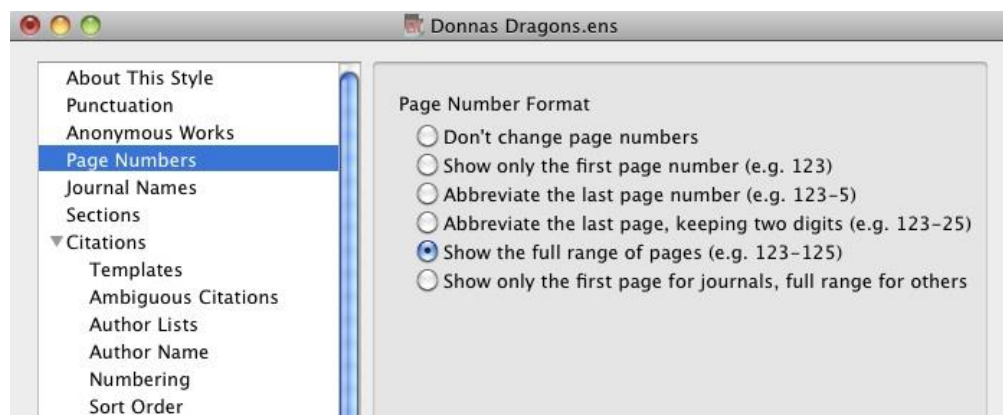 Donnas Dragons.ens
About This Style
Punctuation
Anonymous Works
Page Numbers
Journal Names
Sections
Citations
Templates
Ambiguous Citations
Author Lists
Author Name
Numbering
Sort Order
Page Number Format
Don't change page numbers
Show only the first page number (e.g. 123)
Abbreviate the last page number (e.g. 123–5)
Abbreviate the last page, keeping two digits (e.g. 123–25)
Show the full range of pages (e.g. 123–125)
Show only the first page for journals, full range for others